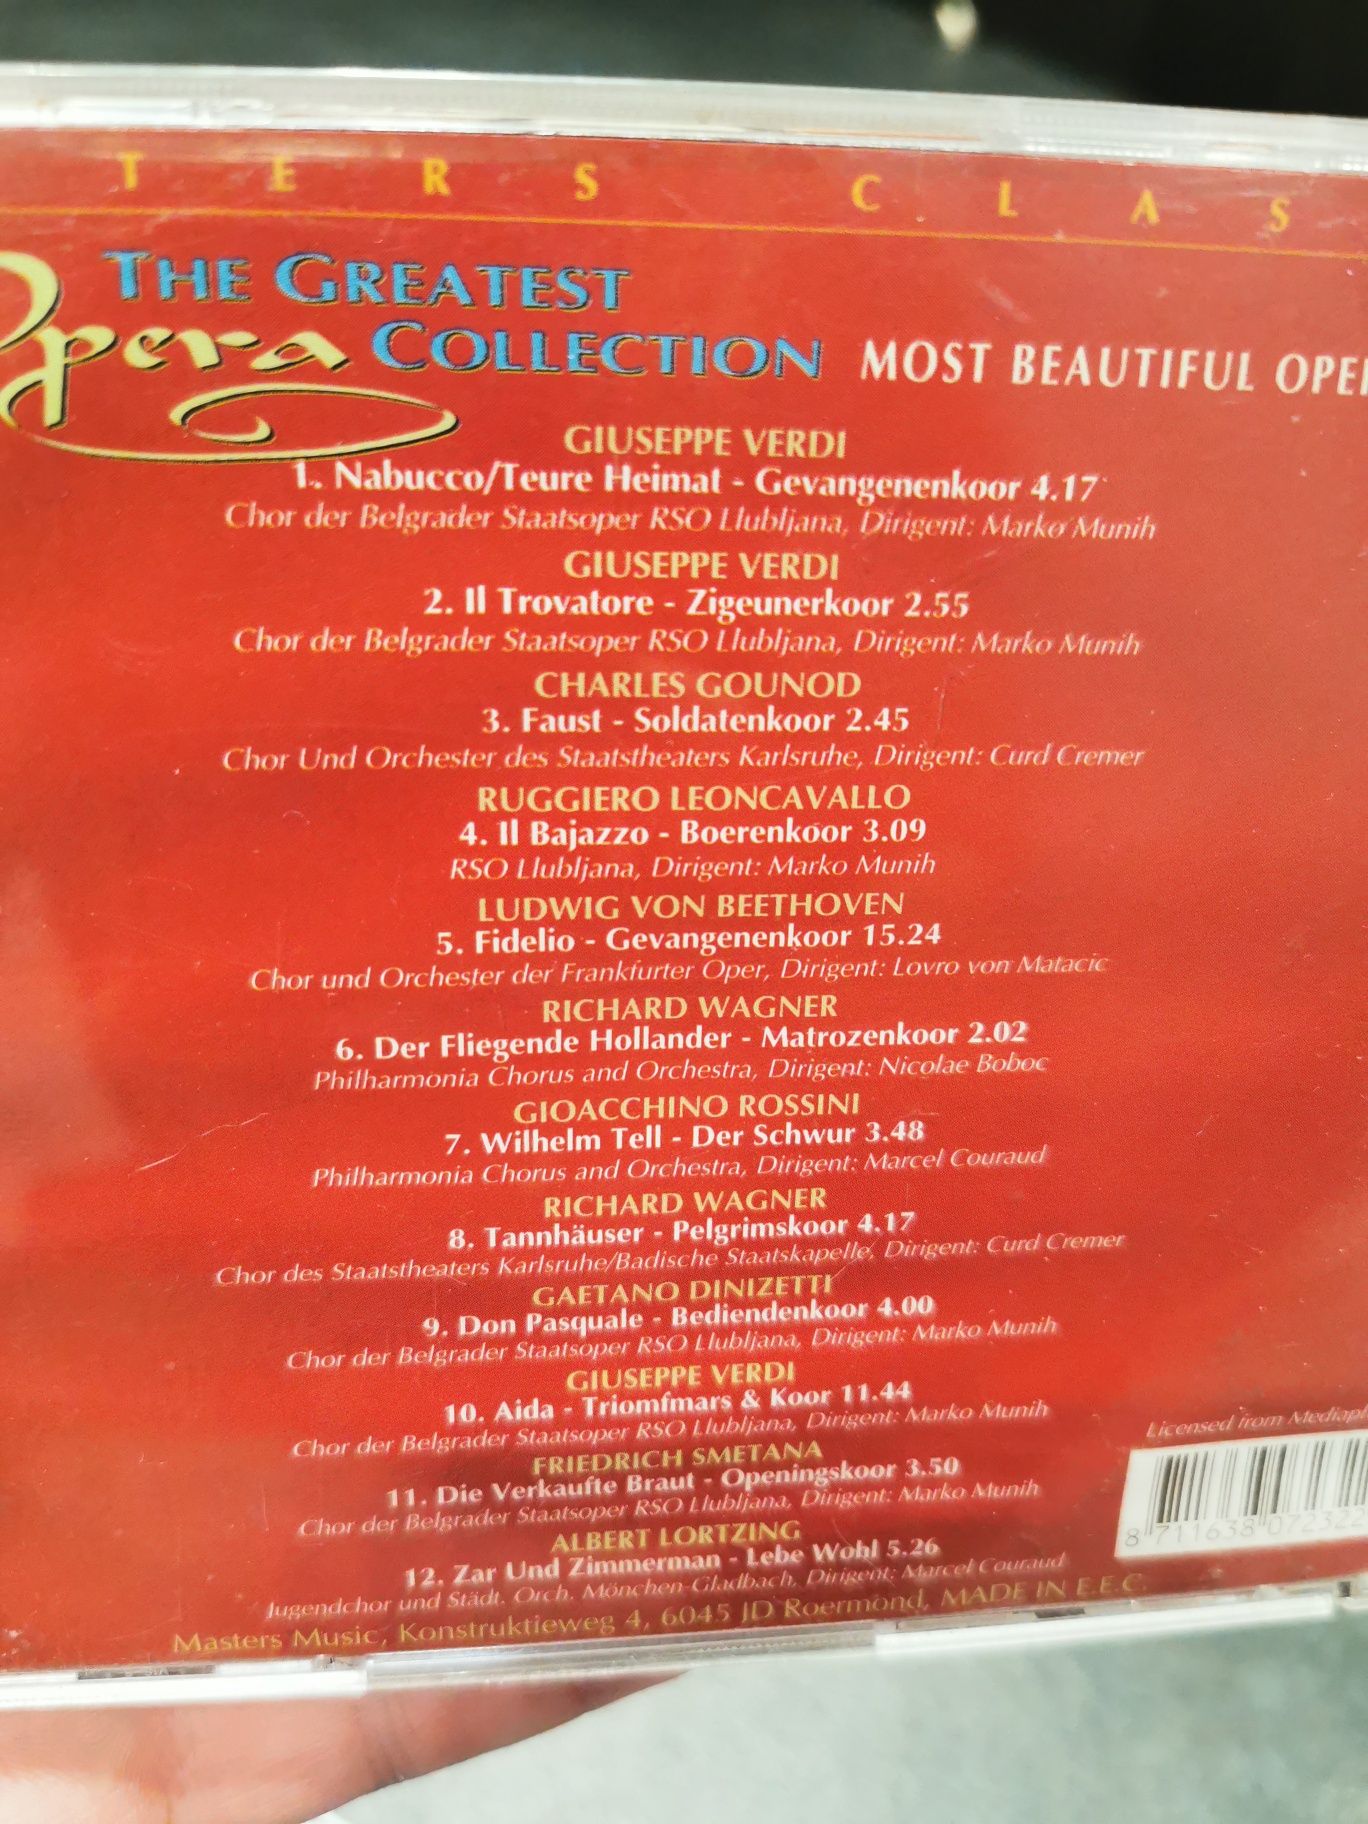 TERS CLAS
THE GREATEST
Opera COLLECTION MOST BEAUTIFUL OPE
GIUSEPPE VERDI
1. Nabucco/Teure Heimat - Gevangenenkoor 4.17
Chor der Belgrader Staatsoper RSO Llubljana, Dirigent: Marko Munih
GIUSEPPE VERDI
2. Il Trovatore - Zigeunerkoor 2.55
Chor der Belgrader Staatsoper RSO Llubljana, Dirigent: Marko Munih
CHARLES GOUNOD
3. Faust - Soldatenkoor 2.45
Chor Und Orchester des Staatstheaters Karlsruhe, Dirigent: Curd Cremer
RUGGIERO LEONCAVALLO
4. Il Bajazzo - Boerenkoor 3.09
RSO Llubljana, Dirigent: Marko Munih
LUDWIG VON BEETHOVEN
5. Fidelio - Gevangenenkoor 15.24
Chor und Orchester der Frankfurter Oper, Dirigent: Lovro von Matacic
RICHARD WAGNER
6. Der Fliegende Hollander - Matrozenkoor 2.02
Philharmonia Chorus and Orchestra, Dirigent: Nicolae Boboc
GIOACCHINO ROSSINI
7. Wilhelm Tell - Der Schwur 3.48
Philharmonia Chorus and Orchestra, Dirigent: Marcel Couraud
RICHARD WAGNER
8. Tannhäuser - Pelgrimskoor 4.17
Chor des Staatstheaters Karlsruhe/Badische Staatskapelle, Dirigent: Curd Cremer
GAETANO DINIZETTI
9. Don Pasquale - Bediendenkoor 4.00
Chor der Belgrader Staatsoper RSO Llubljana, Dirigent: Marko Munih
GIUSEPPE VERDI
10. Aida - Triomfmars & Koor 11.44
Chor der Belgrader Staatsoper RSO Llubljana, Dirigent: Marko Munih
FRIEDRICH SMETANA
11. Die Verkaufte Braut - Openingskoor 3.50
Chor der Belgrader Staatsoper RSO Llubljana, Dirigent: Marko Munih
ALBERT LORTZING
12. Zar Und Zimmerman - Lebe Wohl 5.26
Jugendchor und Städt. Orch. Mönchen-Gladbach, Dirigent: Marcel Couraud
Masters Music, Konstruktieweg 4, 6045 JD Roermond, MADE IN E.E.C.
Licensed from
8 711638 07232